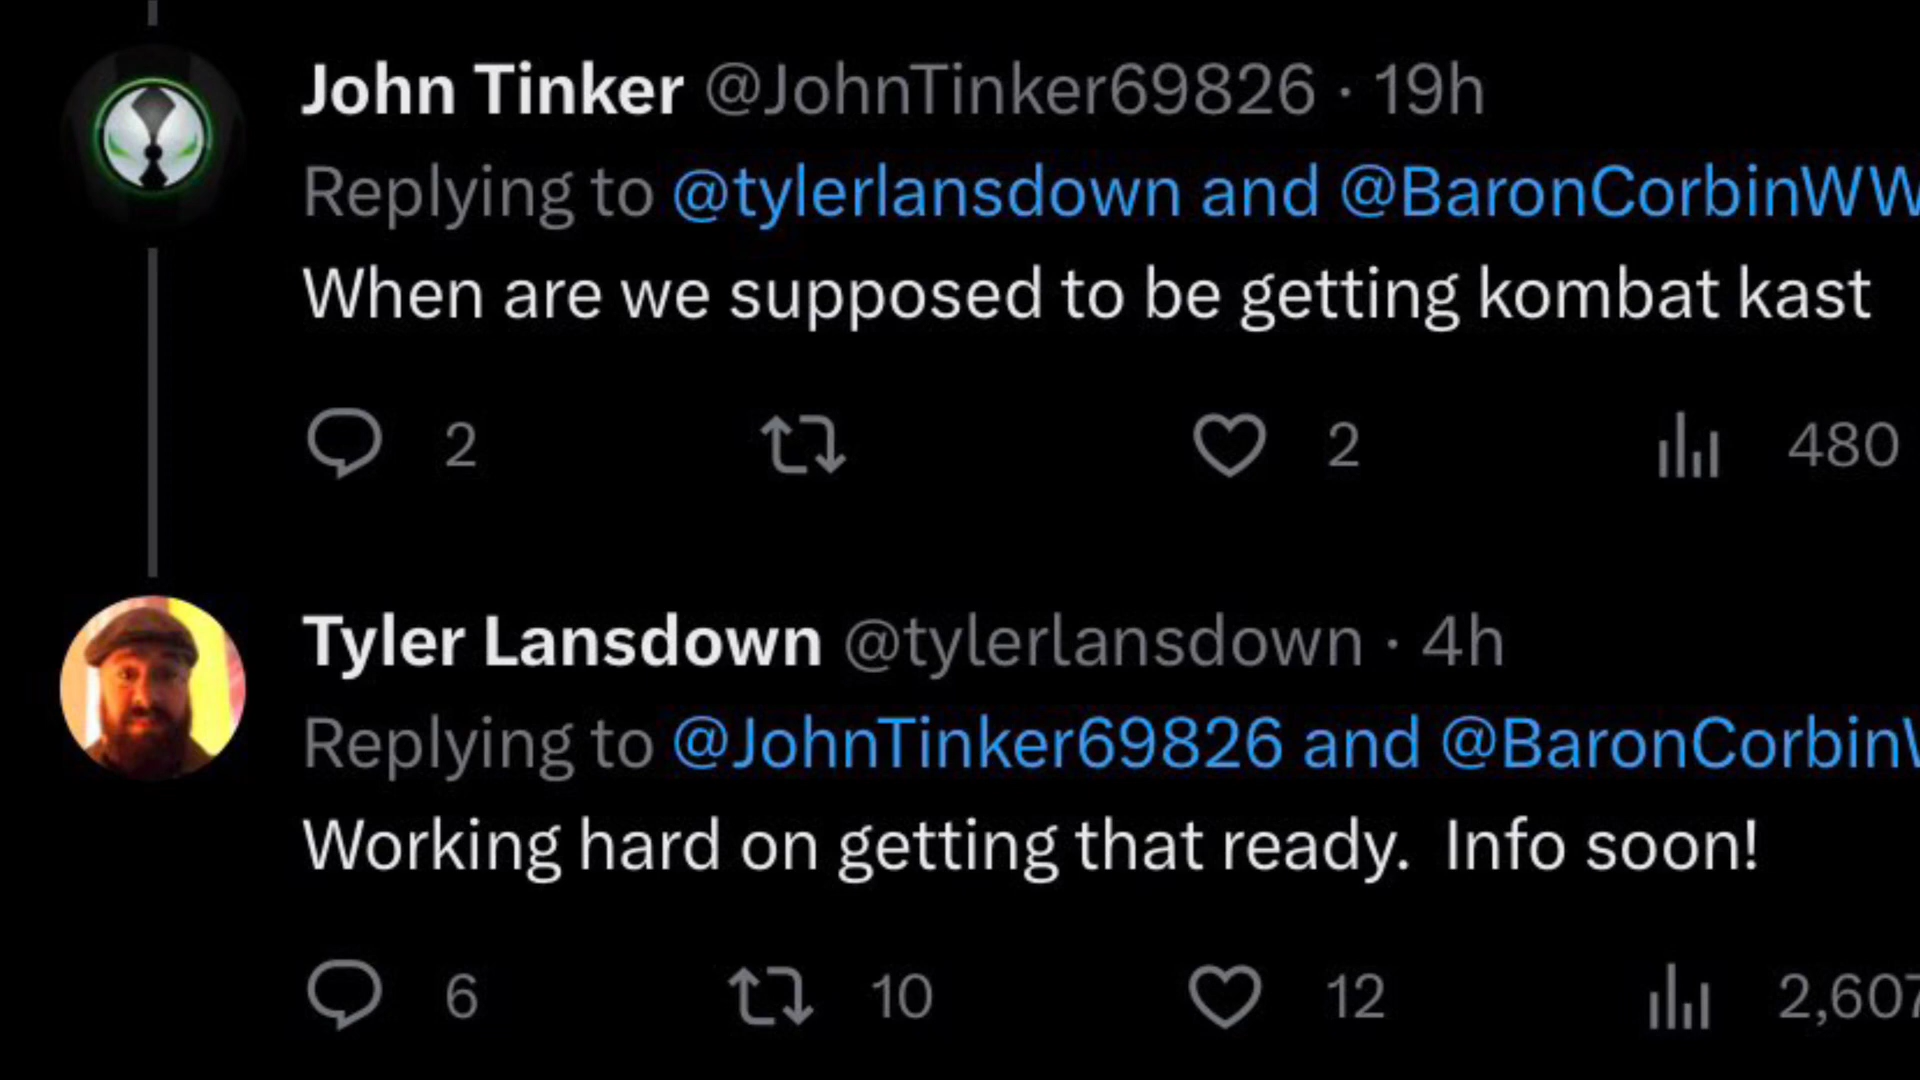 John Tinker @JohnTinker69826 · 19h
Replying to @tylerlansdown and @BaronCorbinWW
When are we supposed to be getting kombat kast
2 2 480
Tyler Lansdown @tylerlansdown · 4h
Replying to @JohnTinker69826 and @BaronCorbin
Working hard on getting that ready. Info soon!
6 10 12 2,607